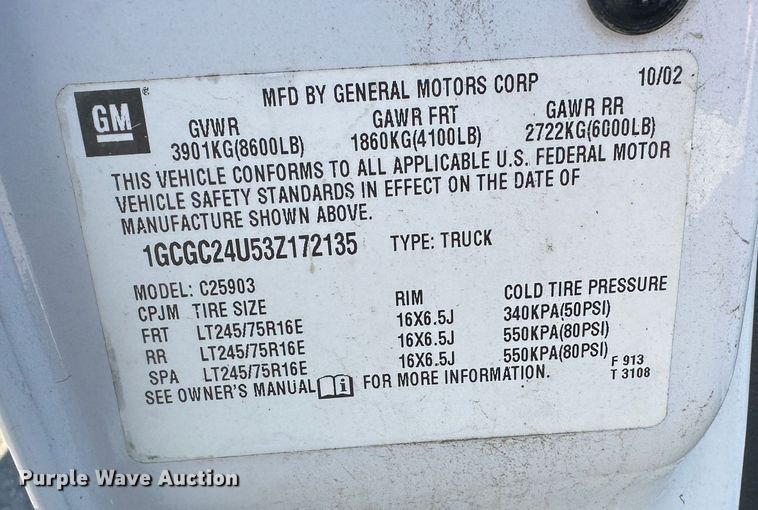 GM ®
MFD BY GENERAL MOTORS CORP 10/02
GVWR GAWR FRT GAWR RR
3901KG(8600LB) 1860KG(4100LB) 2722KG(6000LB)
THIS VEHICLE CONFORMS TO ALL APPLICABLE U.S. FEDERAL MOTOR
VEHICLE SAFETY STANDARDS IN EFFECT ON THE DATE OF
MANUFACTURE SHOWN ABOVE.
1GCGC24U53Z172135 TYPE: TRUCK
MODEL: C25903
CPJM TIRE SIZE RIM COLD TIRE PRESSURE
FRT LT245/75R16E 16X6.5J 340KPA(50PSI)
RR LT245/75R16E 16X6.5J 550KPA(80PSI)
SPA LT245/75R16E 16X6.5J 550KPA(80PSI)
SEE OWNER'S MANUAL i FOR MORE INFORMATION.
F 913
T 3108
Purple Wave Auction